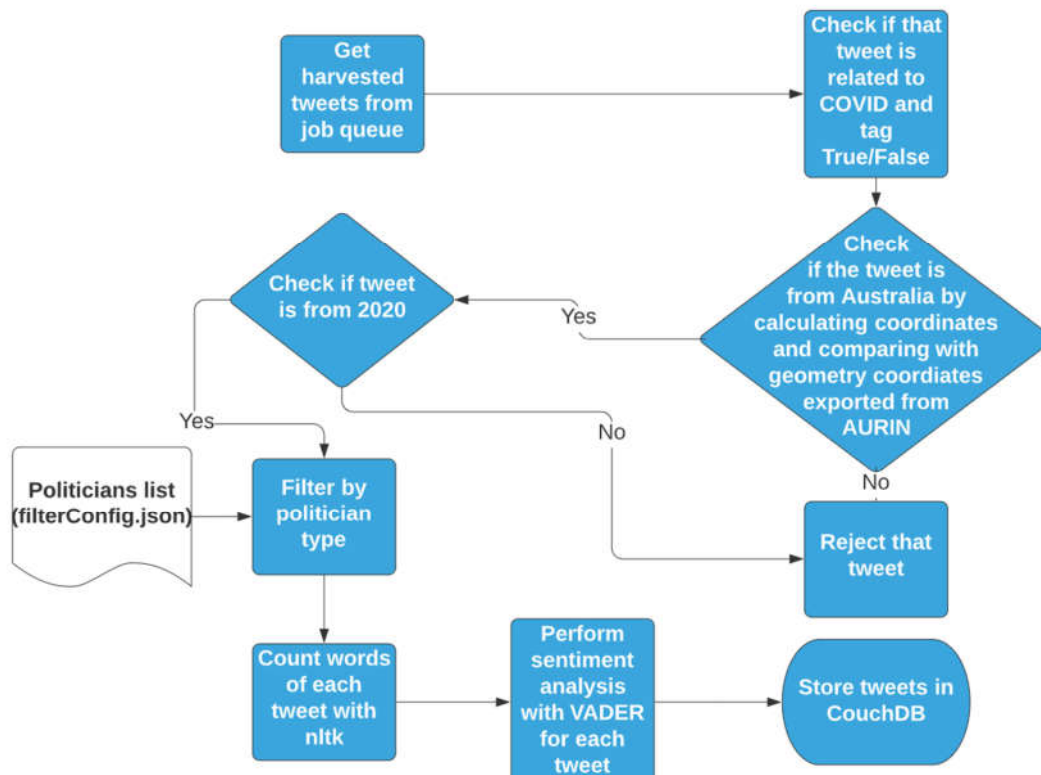 Get
harvested
tweets from
job queue
Check if that
tweet is
related to
COVID and
tag
True/False
Check
if the tweet is
from Australia by
calculating coordinates
and comparing with
geometry coordiates
exported from
AURIN
Yes
No
Check if tweet
is from 2020
Yes
No
Reject that
tweet
Politicians list
(filterConfig.json)
Filter by
politician
type
Count words
of each
tweet with
nltk
Perform
sentiment
analysis
with VADER
for each
tweet
Store tweets in
CouchDB